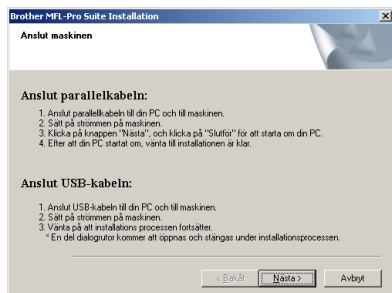 Brother MFL-Pro Suite Installation
Anslut maskinen
Anslut parallelkabeln:
1. Anslut parallellkabeln till din PC och till maskinen.
2. Sätt på strömmen på maskinen.
3. Klicka på knappen "Nästa", och klicka på "Slutför" för att starta om din PC.
4. Efter att din PC startat om, vänta till installationen är klar.
Anslut USB-kabeln:
1. Anslut USB-kabeln till din PC och till maskinen.
2. Sätt på strömmen på maskinen.
3. Vänta på att installations processen fortsätter.
* En del dialogrutor kommer att öppnas och stängas under installationsprocessen.
< Bakåt Nästa > Avbryt